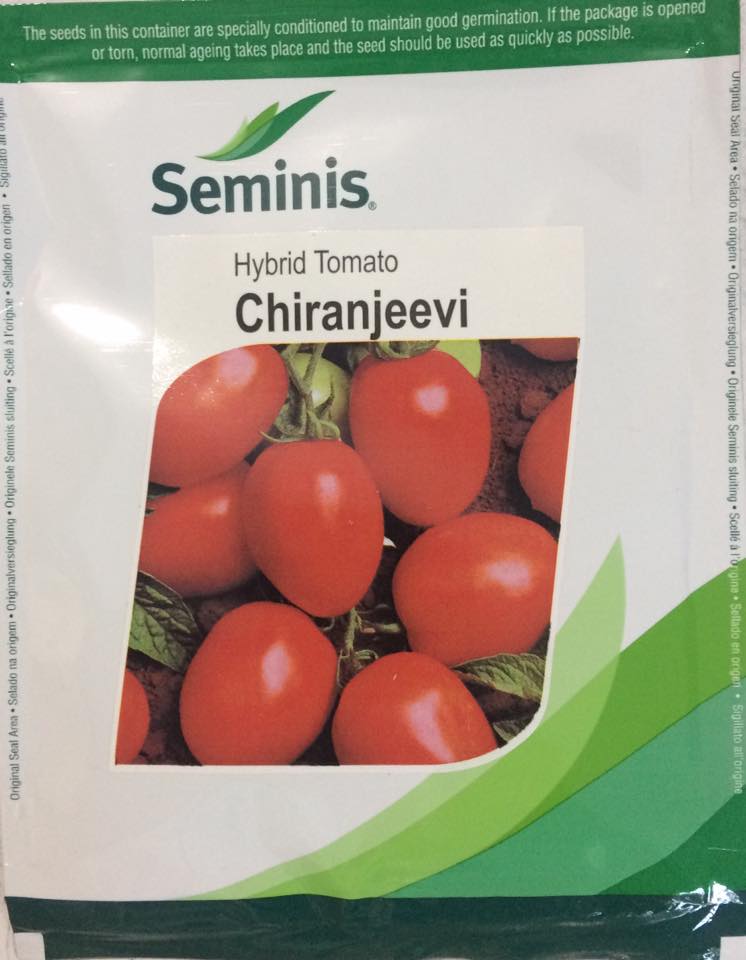 The seeds in this container are specially conditioned to maintain good germination. If the package is opened
or torn, normal ageing takes place and the seed should be used as quickly as possible.
Seminis®
Hybrid Tomato
Chiranjeevi
Original Seal Area • Selado na origem • Originalversieglung • Originele Seminis sluiting • Scellé à l'origine • Sellado en origen • Sigillato all'origine
Original Seal Area • Selado na origem • Originalversieglung • Originele Seminis sluiting • Scellé à l'origine • Sellado en origen • Sigillato all'origine